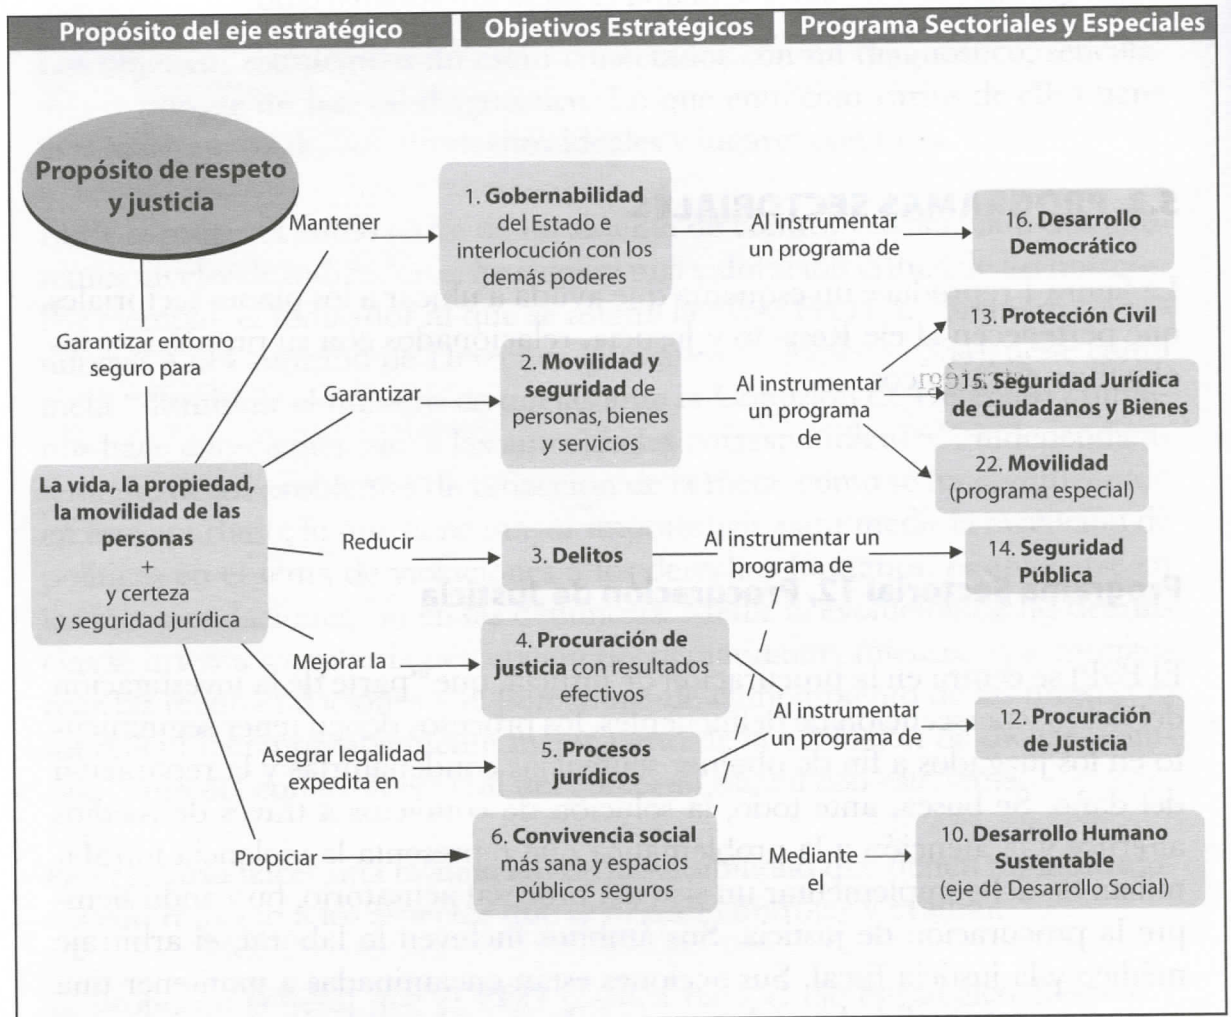 Propósito del eje estratégico
Objetivos Estratégicos
Programa Sectoriales y Especiales
Propósito de respeto
y justicia
Mantener
1. Gobernabilidad
del Estado e
interlocución con los
demás poderes
Al instrumentar
un programa de
16. Desarrollo
Democrático
Garantizar entorno
seguro para
Garantizar
2. Movilidad y
seguridad de
personas, bienes
y servicios
Al instrumentar
un programa
de
13. Protección Civil
15. Seguridad Jurídica
de Ciudadanos y Bienes
22. Movilidad
(programa especial)
La vida, la propiedad,
la movilidad de las
personas
+
y certeza
y seguridad jurídica
Reducir
3. Delitos
Al instrumentar un
programa de
14. Seguridad
Pública
Mejorar la
4. Procuración de
justicia con resultados
efectivos
Asegrar legalidad
expedita en
5. Procesos
jurídicos
Al instrumentar
un programa de
12. Procuración
de Justicia
Propiciar
6. Convivencia social
más sana y espacios
públicos seguros
Mediante
el
10. Desarrollo Humano
Sustentable
(eje de Desarrollo Social)